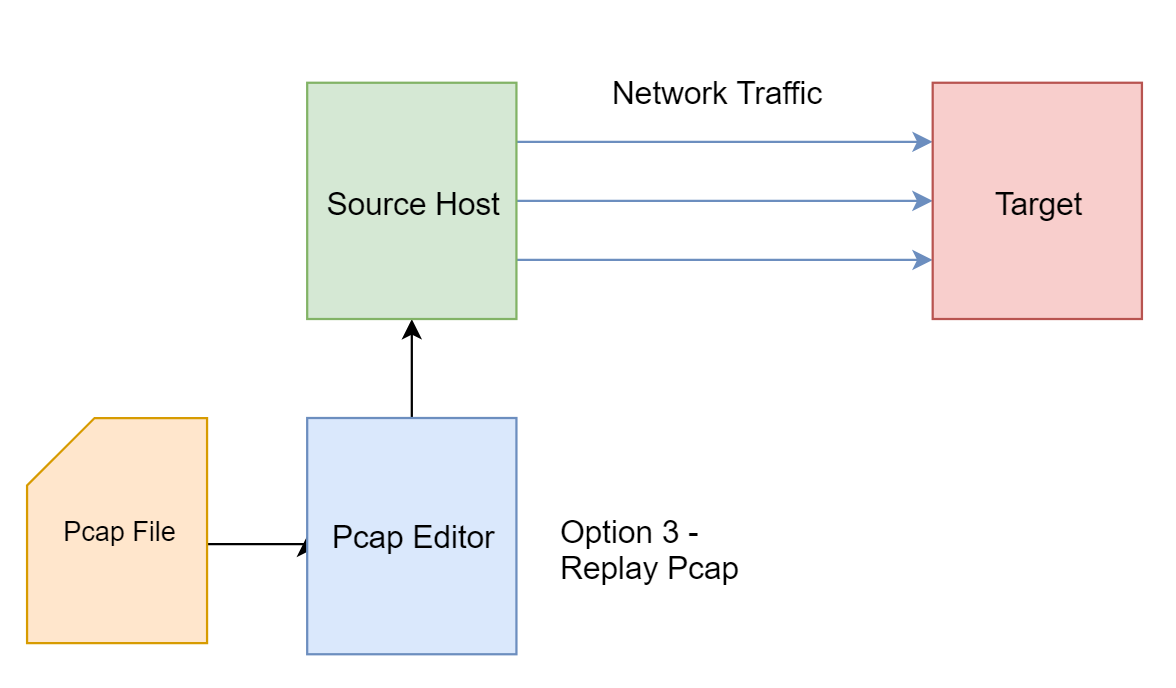 Network Traffic
Source Host
Target
Pcap File
Pcap Editor
Option 3 -
Replay Pcap